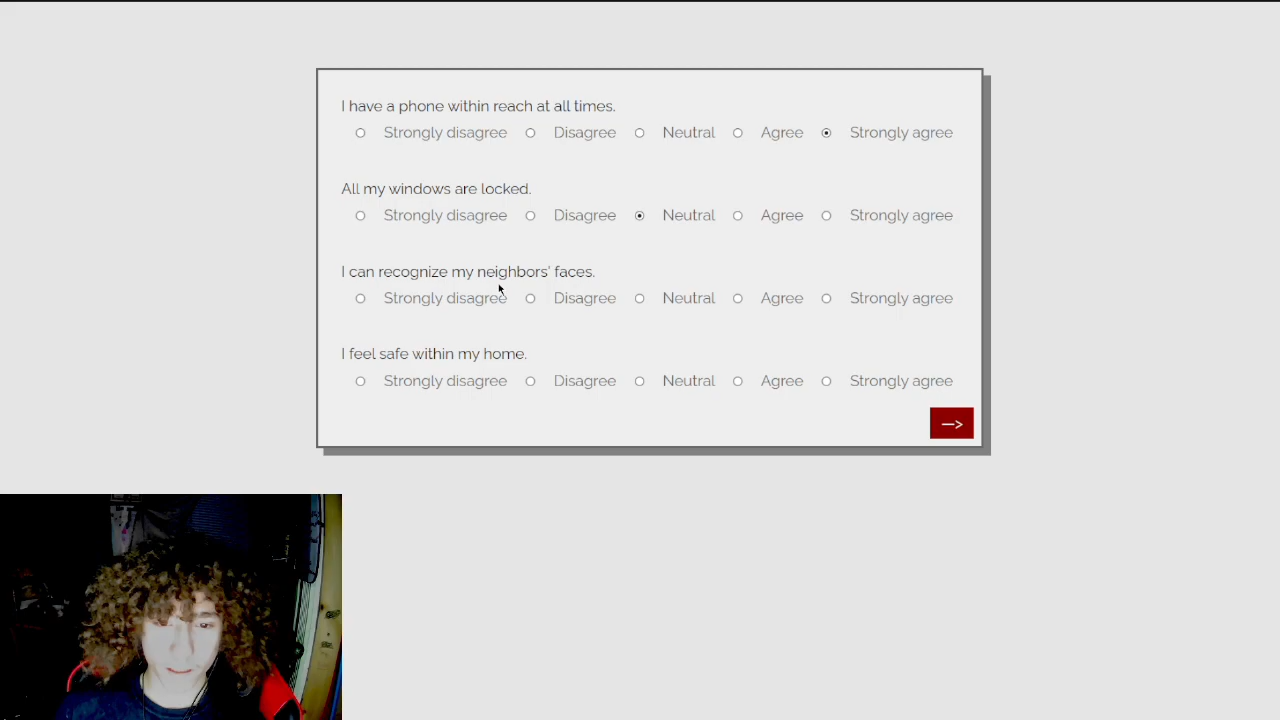 I have a phone within reach at all times.
Strongly disagree Disagree Neutral Agree Strongly agree
All my windows are locked.
Strongly disagree Disagree Neutral Agree Strongly agree
I can recognize my neighbors' faces.
Strongly disagree Disagree Neutral Agree Strongly agree
I feel safe within my home.
Strongly disagree Disagree Neutral Agree Strongly agree
—>